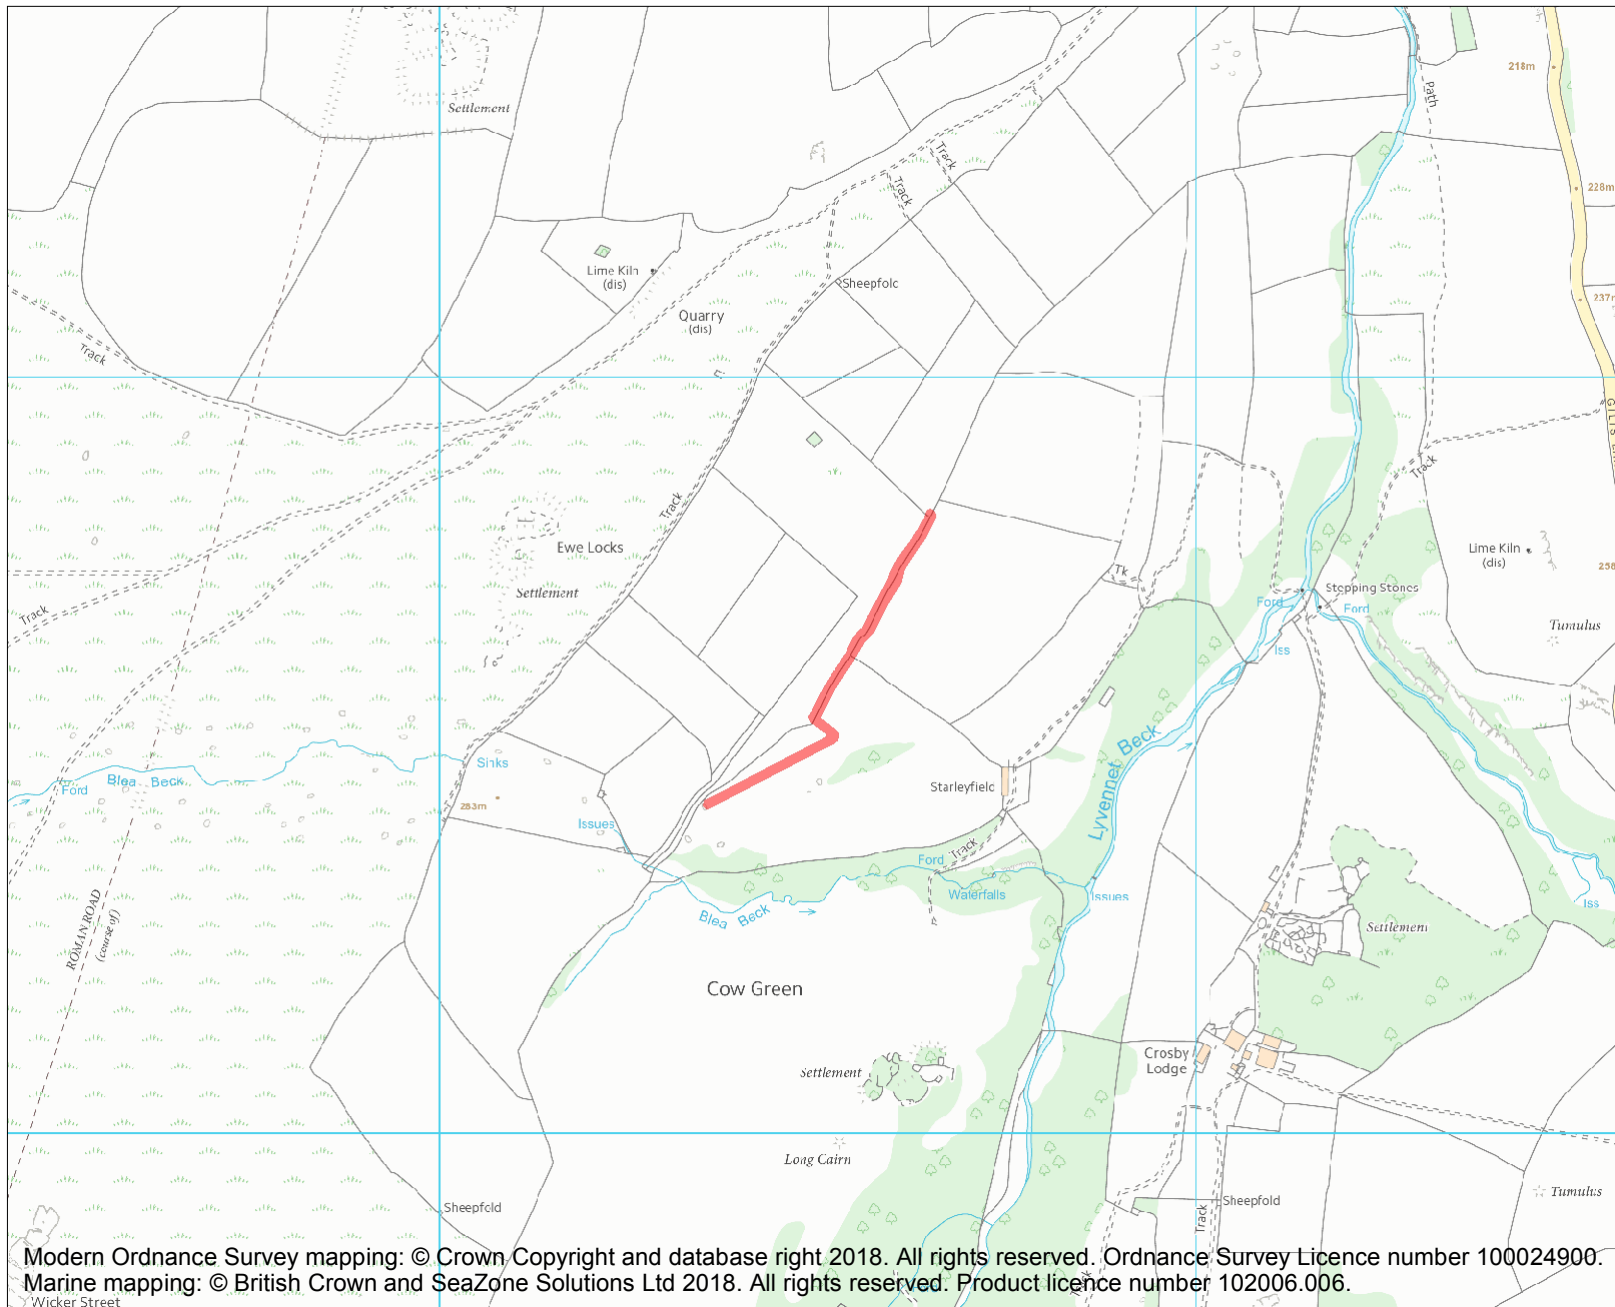 218m
Path
Settlement
Track
Track
228m
Lime Kiln
(dis)
Sheepfolc
237m
Quarry
(dis)
Track
Track
Track
Ewe Locks
Settlement
Lime Kiln
(dis)
258
Tk
Stepping Stones
Ford
Ford
Tumulus
Iss
Track
Lyvennet Beck
Sinks
Ford
Blea Beck
283m
Starleyfielc
Issues
Ford
Track
Waterfalls
Issues
Iss
Blea Beck
ROMAN ROAD
(course of)
Settlement
Cow Green
Crosby
Lodge
Settlement
Long Cairn
Tumulus
Sheepfold
Sheepfold
Track
Modern Ordnance Survey mapping: © Crown Copyright and database right 2018. All rights reserved. Ordnance Survey Licence number 100024900.
Marine mapping: © British Crown and SeaZone Solutions Ltd 2018. All rights reserved. Product licence number 102006.006.
Wicker Street